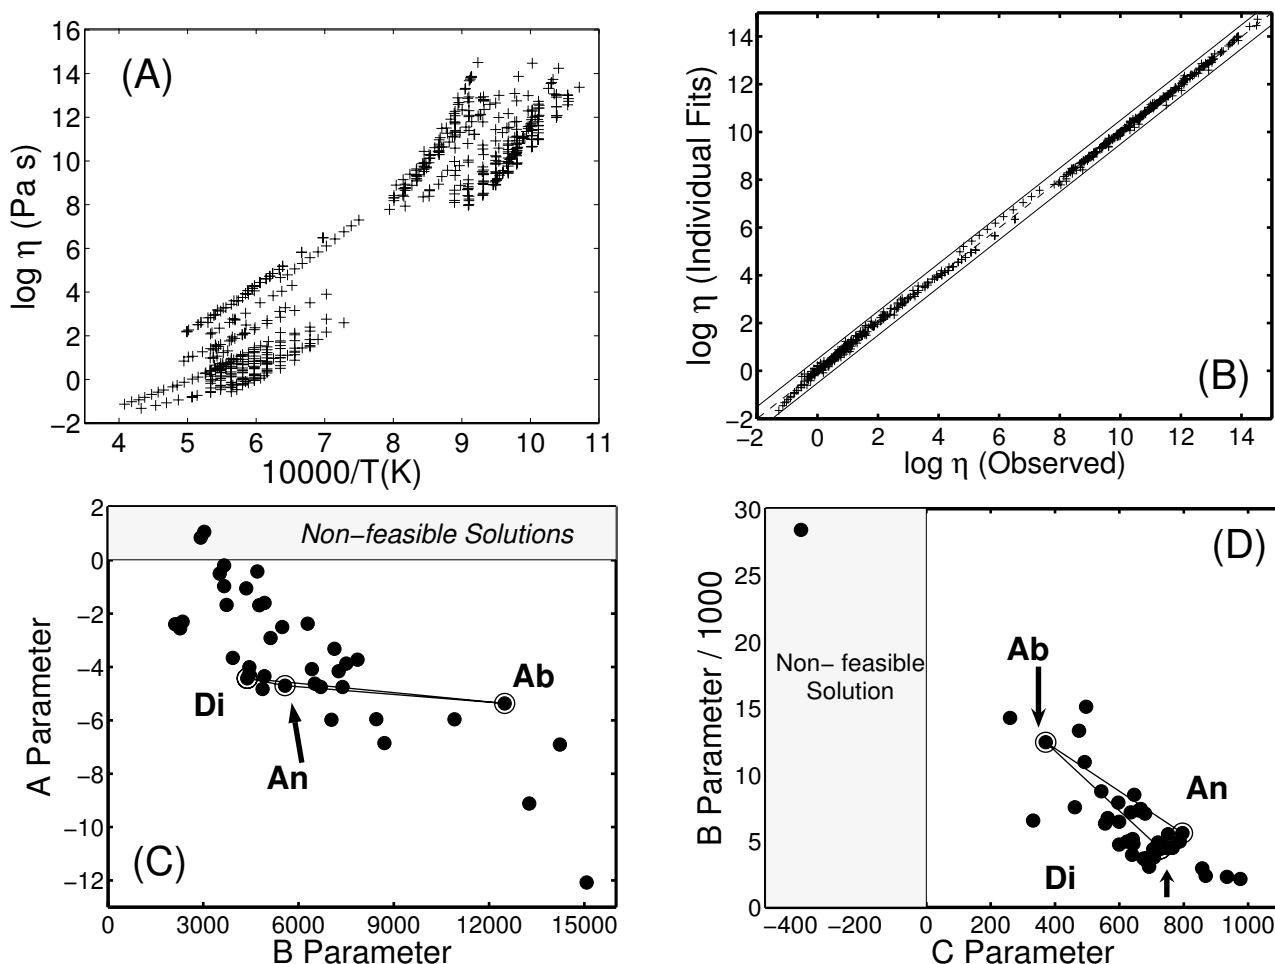 16
14
12
10
8
6
4
2
0
−2
log η (Pa s)
(A)
4 5 6 7 8 9 10 11
10000/T(K)
14
12
10
8
6
4
2
0
−2
log η (Individual Fits)
(B)
−2 0 2 4 6 8 10 12 14
log η (Observed)
2
0
−2
−4
−6
−8
−10
−12
A Parameter
Non−feasible Solutions
Di
Ab
An
(C)
0 3000 6000 9000 12000 15000
B Parameter
30
25
20
15
10
5
0
B Parameter / 1000
(D)
Non− feasible
Solution
Ab
An
Di
−400 −200 0 200 400 600 800 1000
C Parameter